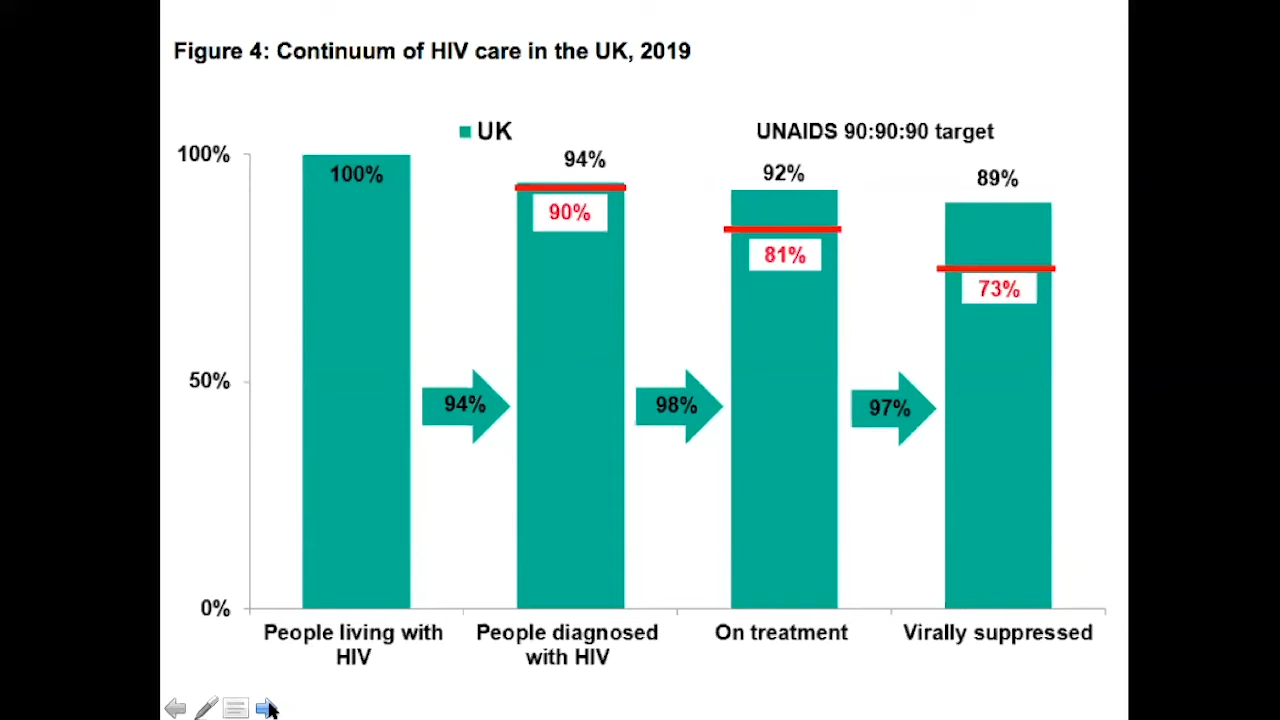 Figure 4: Continuum of HIV care in the UK, 2019
UK
UNAIDS 90:90:90 target
100%
50%
0%
100%
94%
90%
92%
81%
89%
73%
94%
98%
97%
People living with
HIV
People diagnosed
with HIV
On treatment
Virally suppressed